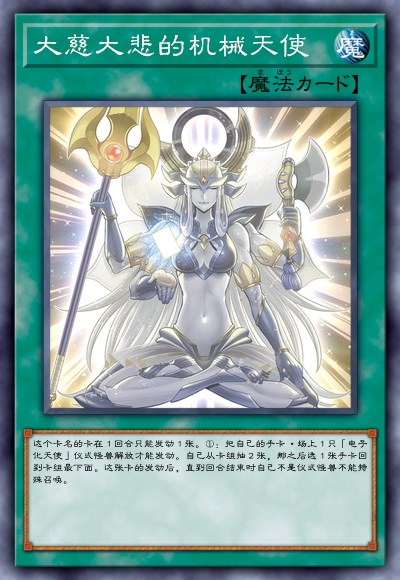 大慈大悲的机械天使
魔
【魔法カード】
ま ほう
这个卡名的卡在1回合只能发动1张。①：把自己的手卡·场上1只「电子
化天使」仪式怪兽解放才能发动。自己从卡组抽2张，那之后选1张手卡回
到卡组最下面。这张卡的发动后，直到回合结束时自己不是仪式怪兽不能特
殊召唤。